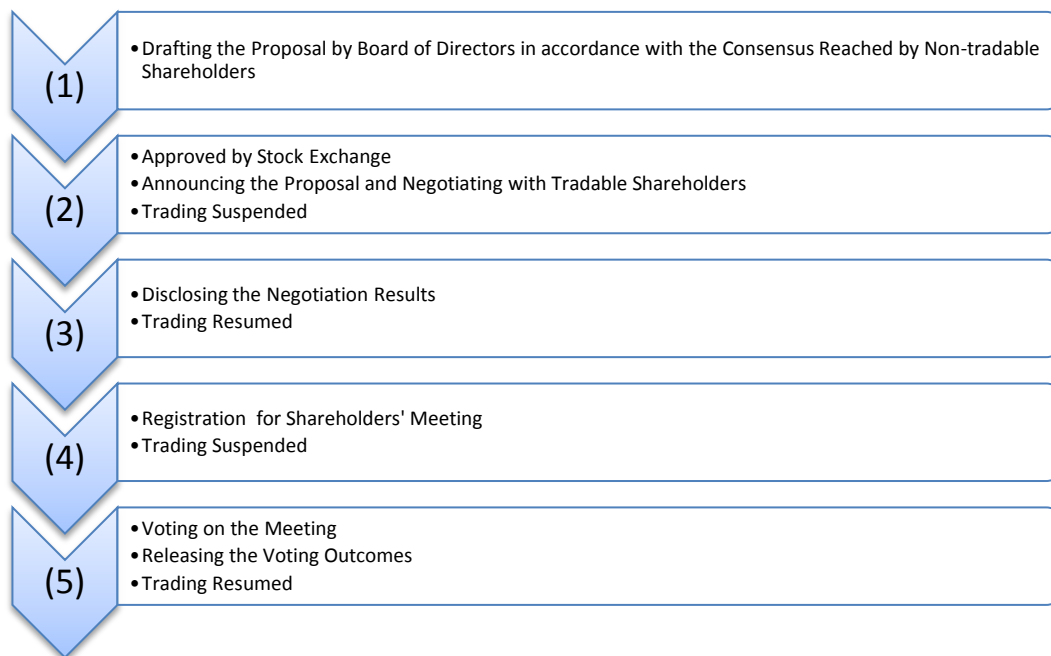 (1)
•Drafting the Proposal by Board of Directors in accordance with the Consensus Reached by Non-tradable
Shareholders
(2)
•Approved by Stock Exchange
•Announcing the Proposal and Negotiating with Tradable Shareholders
•Trading Suspended
(3)
•Disclosing the Negotiation Results
•Trading Resumed
(4)
•Registration for Shareholders' Meeting
•Trading Suspended
(5)
•Voting on the Meeting
•Releasing the Voting Outcomes
•Trading Resumed